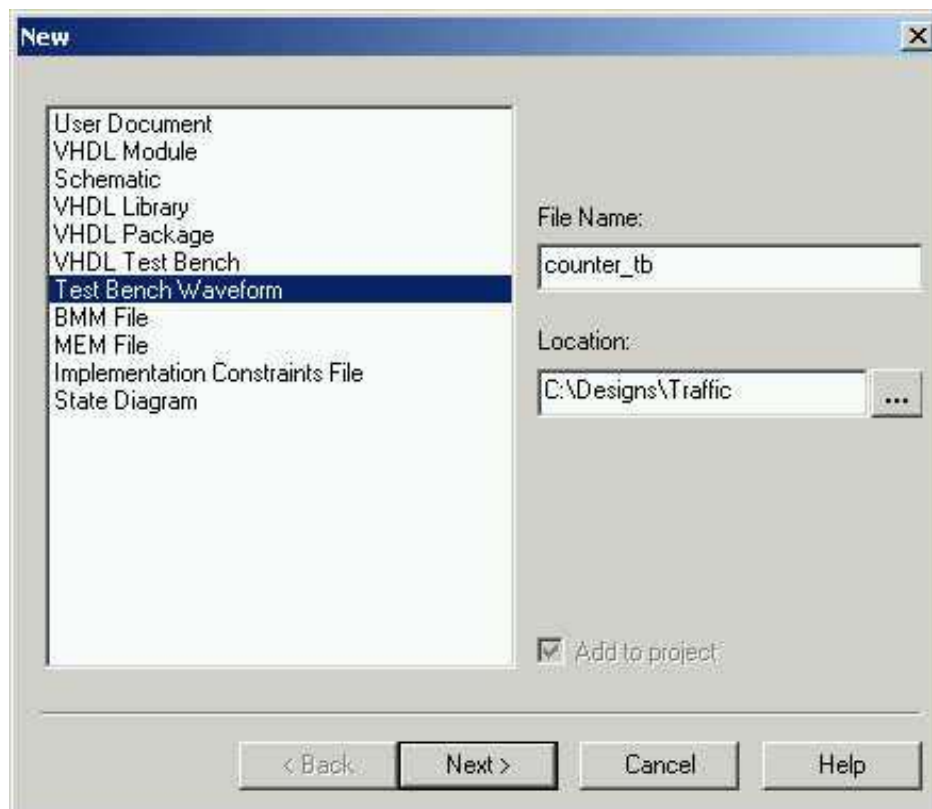 New
User Document
VHDL Module
Schematic
VHDL Library
VHDL Package
VHDL Test Bench
Test Bench Waveform
BMM File
MEM File
Implementation Constraints File
State Diagram
File Name:
counter_tb
Location:
C:\Designs\Traffic
...
Add to project
< Back
Next >
Cancel
Help